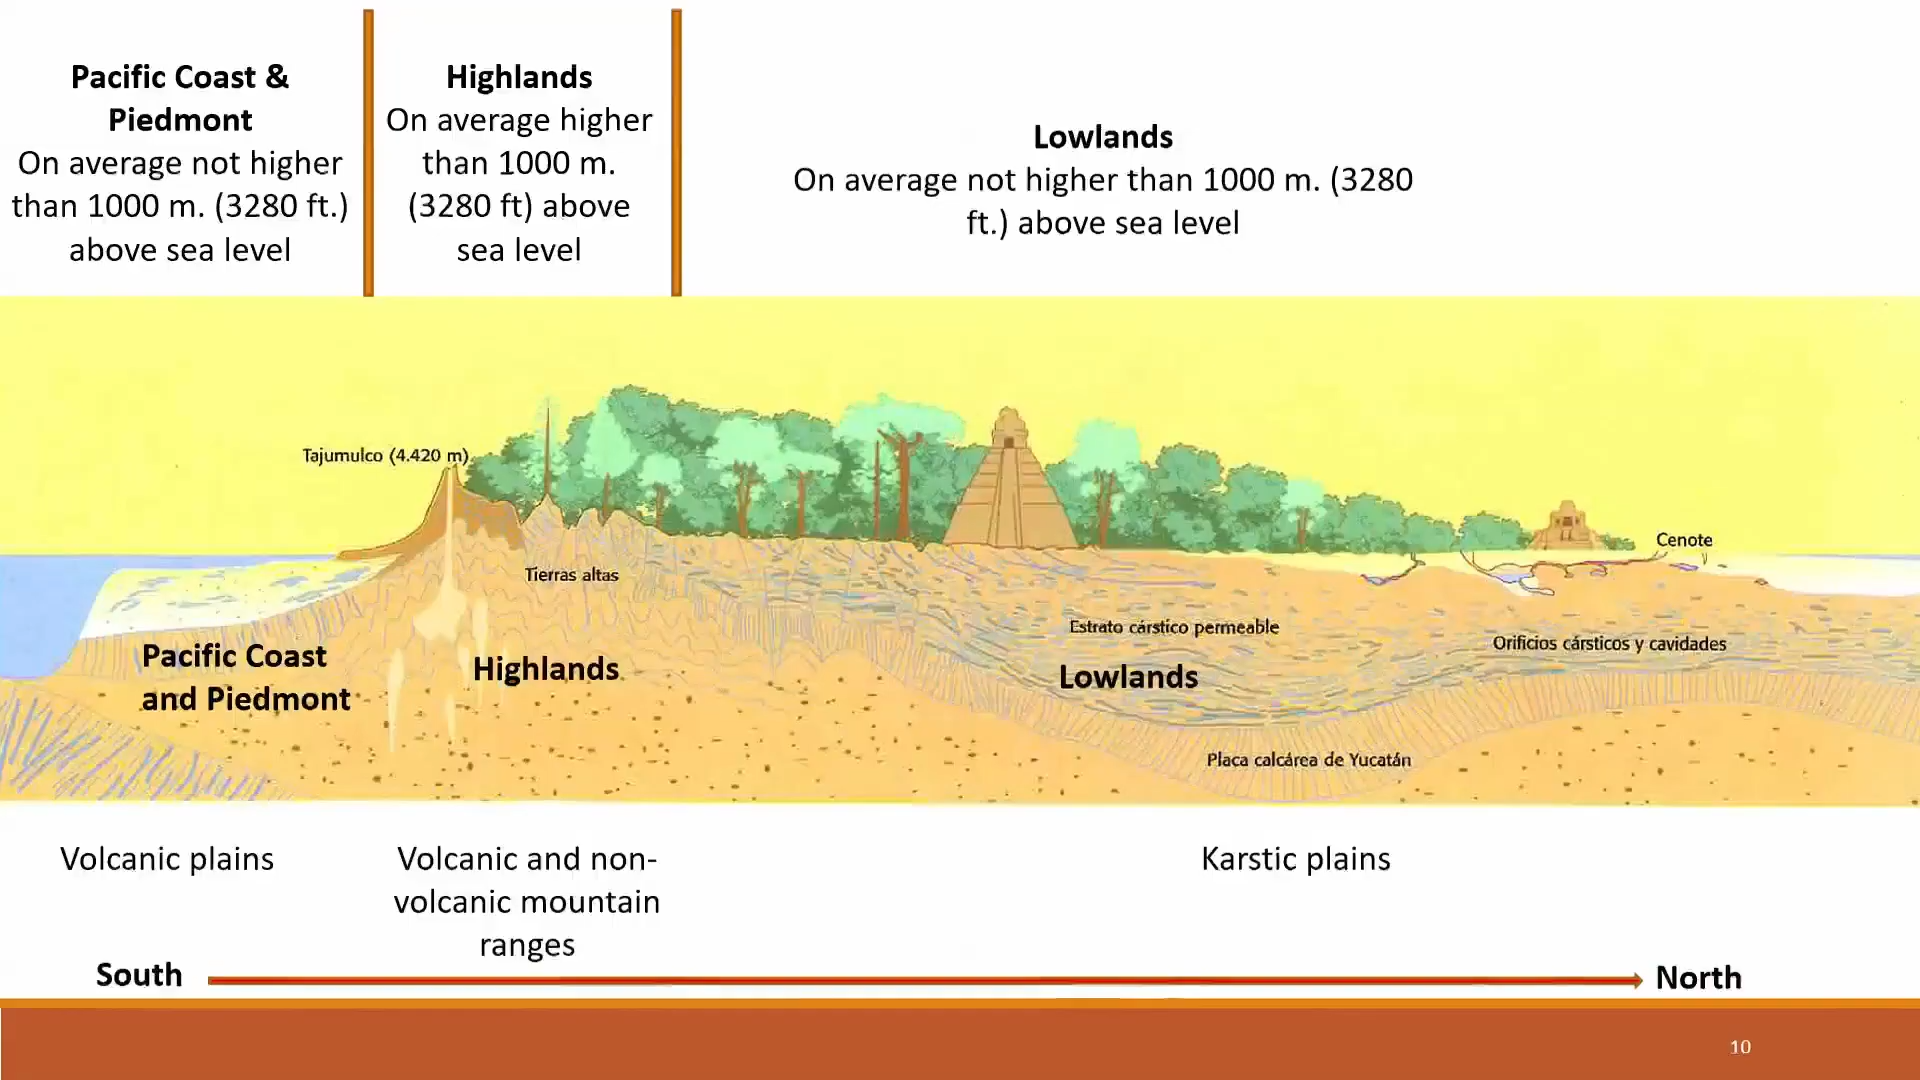 Pacific Coast &
Piedmont
On average not higher
than 1000 m. (3280 ft.)
above sea level
Highlands
On average higher
than 1000 m.
(3280 ft) above
sea level
Lowlands
On average not higher than 1000 m. (3280
ft.) above sea level
Tajumulco (4.420 m)
Cenote
Tierras altas
Estrato cárstico permeable
Orificios cársticos y cavidades
Pacific Coast
and Piedmont
Highlands
Lowlands
Placa calcárea de Yucatán
Volcanic plains
Volcanic and non-
volcanic mountain
ranges
Karstic plains
South
North
10